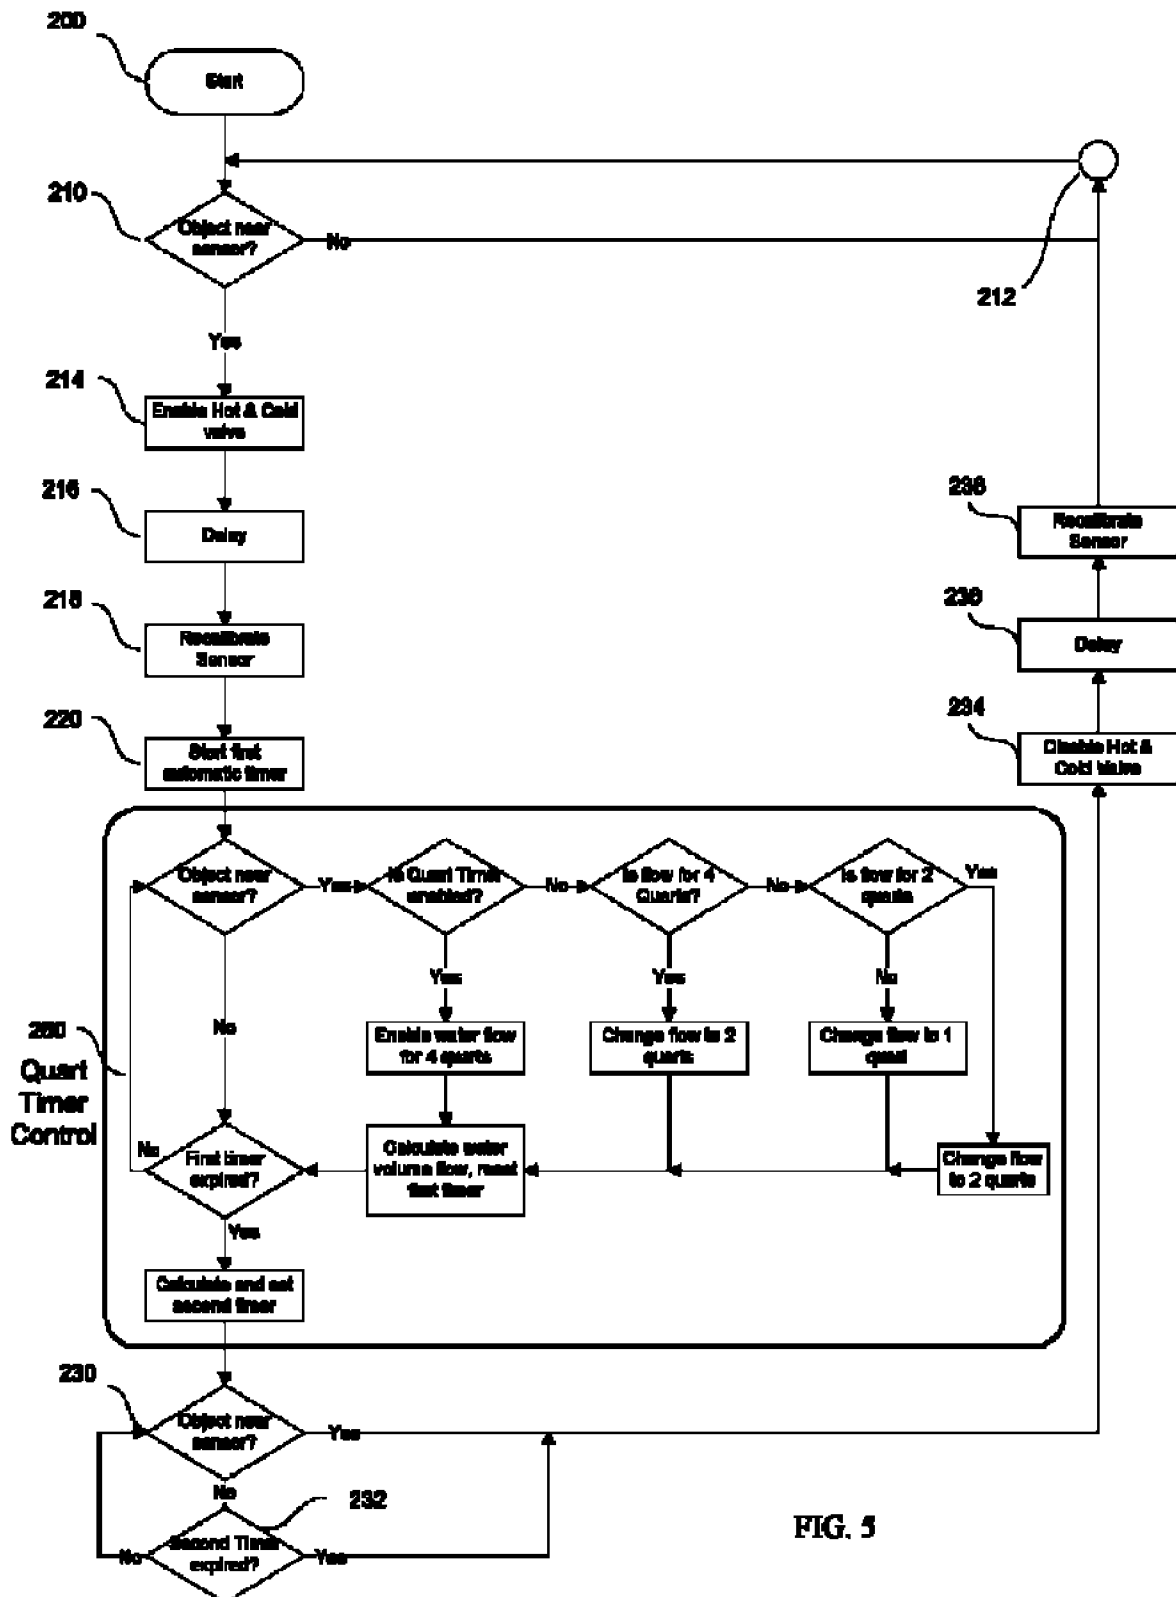 200
Start
210
Object near
sensor?
No
212
Yes
214
Enable Hot & Cold
valve
216
Delay
238
Recalibrate
Sensor
218
Recalibrate
Sensor
236
Delay
220
Start first
automatic timer
234
Disable Hot &
Cold Valve
Object near
sensor?
Yes
Is Quart Timer
enabled?
No
Is flow for 4
Quarts?
No
Is flow for 2
quarts
Yes
No
Yes
Yes
No
260
Quart
Timer
Control
Enable water flow
for 4 quarts
Change flow to 2
quarts
Change flow to 1
quart
No
First timer
expired?
Calculate water
volume flow, reset
first timer
Change flow
to 2 quarts
Yes
Calculate and set
second timer
230
Object near
sensor?
Yes
No
232
No
Second Timer
expired?
Yes
FIG. 5